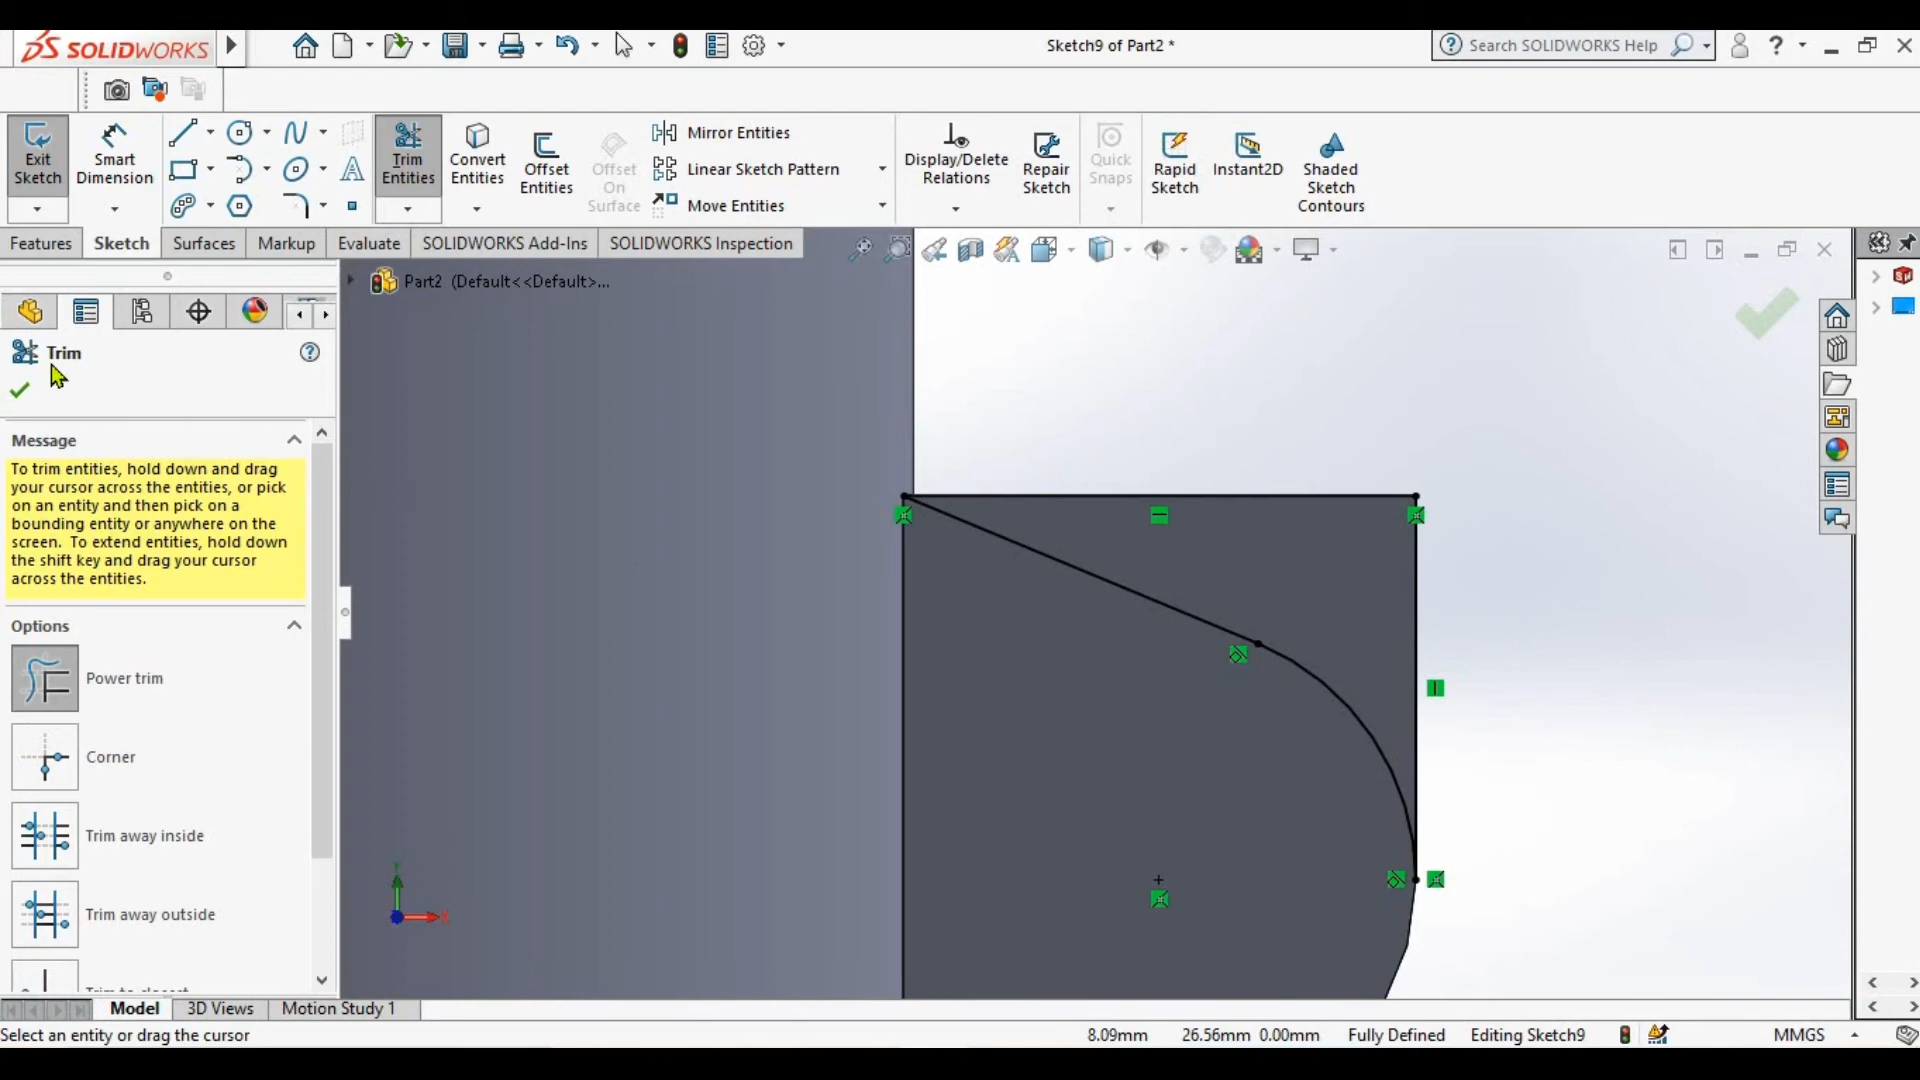 SOLIDWORKS
Sketch9 of Part2 *
Search SOLIDWORKS Help
?
Exit
Sketch
Smart
Dimension
Trim
Entities
Convert
Entities
Offset
Entities
Offset
On
Surface
Mirror Entities
Linear Sketch Pattern
Move Entities
Display/Delete
Relations
Repair
Sketch
Quick
Snaps
Rapid
Sketch
Instant2D
Shaded
Sketch
Contours
Features
Sketch
Surfaces
Markup
Evaluate
SOLIDWORKS Add-Ins
SOLIDWORKS Inspection
Part2 (Default<<Default>...
Trim
?
Message
To trim entities, hold down and drag
your cursor across the entities, or pick
on an entity and then pick on a
bounding entity or anywhere on the
screen. To extend entities, hold down
the shift key and drag your cursor
across the entities.
Options
Power trim
Corner
Trim away inside
Trim away outside
Y
X
Model
3D Views
Motion Study 1
Select an entity or drag the cursor
8.09mm
26.56mm 0.00mm
Fully Defined
Editing Sketch9
MMGS